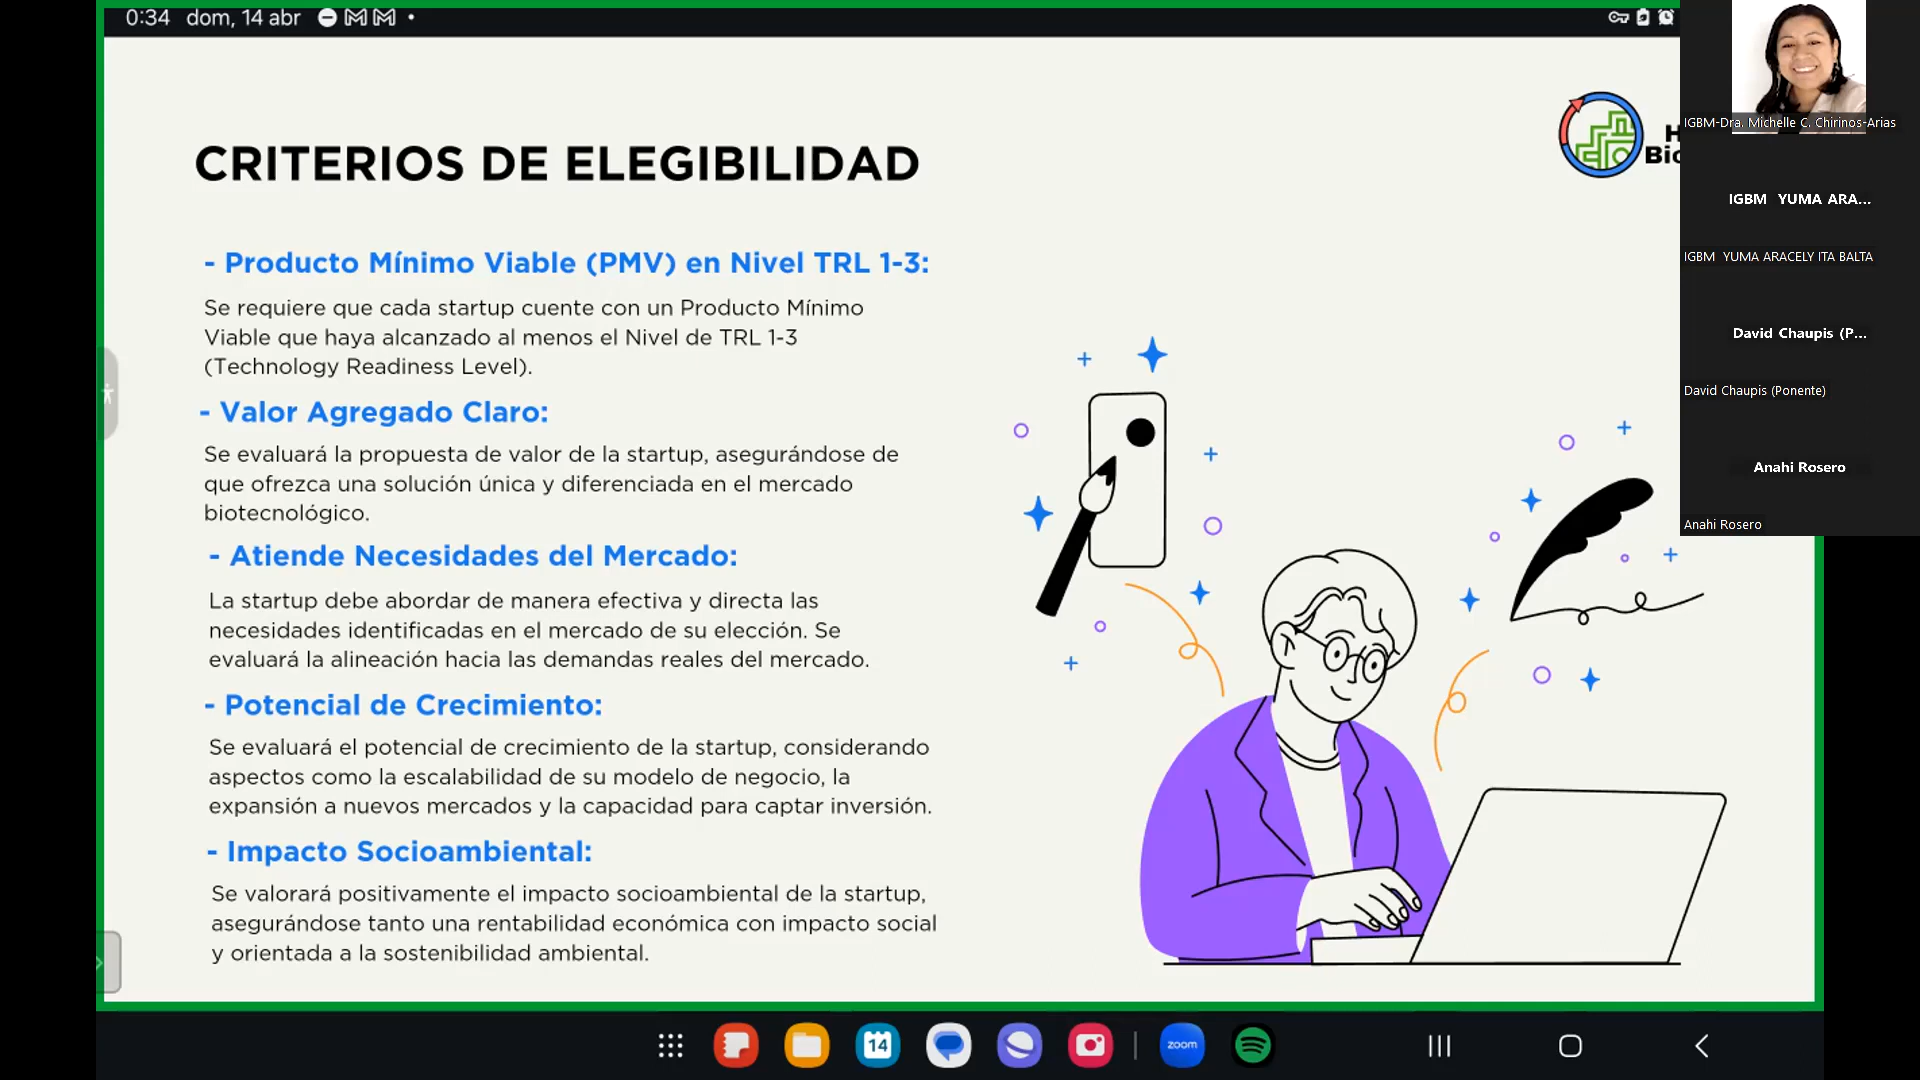 0:34 dom, 14 abr
CRITERIOS DE ELEGIBILIDAD
- Producto Mínimo Viable (PMV) en Nivel TRL 1-3:
Se requiere que cada startup cuente con un Producto Mínimo
Viable que haya alcanzado al menos el Nivel de TRL 1-3
(Technology Readiness Level).
- Valor Agregado Claro:
Se evaluará la propuesta de valor de la startup, asegurándose de
que ofrezca una solución única y diferenciada en el mercado
biotecnológico.
- Atiende Necesidades del Mercado:
La startup debe abordar de manera efectiva y directa las
necesidades identificadas en el mercado de su elección. Se
evaluará la alineación hacia las demandas reales del mercado.
- Potencial de Crecimiento:
Se evaluará el potencial de crecimiento de la startup, considerando
aspectos como la escalabilidad de su modelo de negocio, la
expansión a nuevos mercados y la capacidad para captar inversión.
- Impacto Socioambiental:
Se valorará positivamente el impacto socioambiental de la startup,
asegurándose tanto una rentabilidad económica con impacto social
y orientada a la sostenibilidad ambiental.
IGBM-Dra. Michelle C. Chirinos-Arias
IGBM YUMA ARA...
IGBM YUMA ARACELY ITA BALTA
David Chaupis (P...
David Chaupis (Ponente)
Anahi Rosero
Anahi Rosero
14
zoom